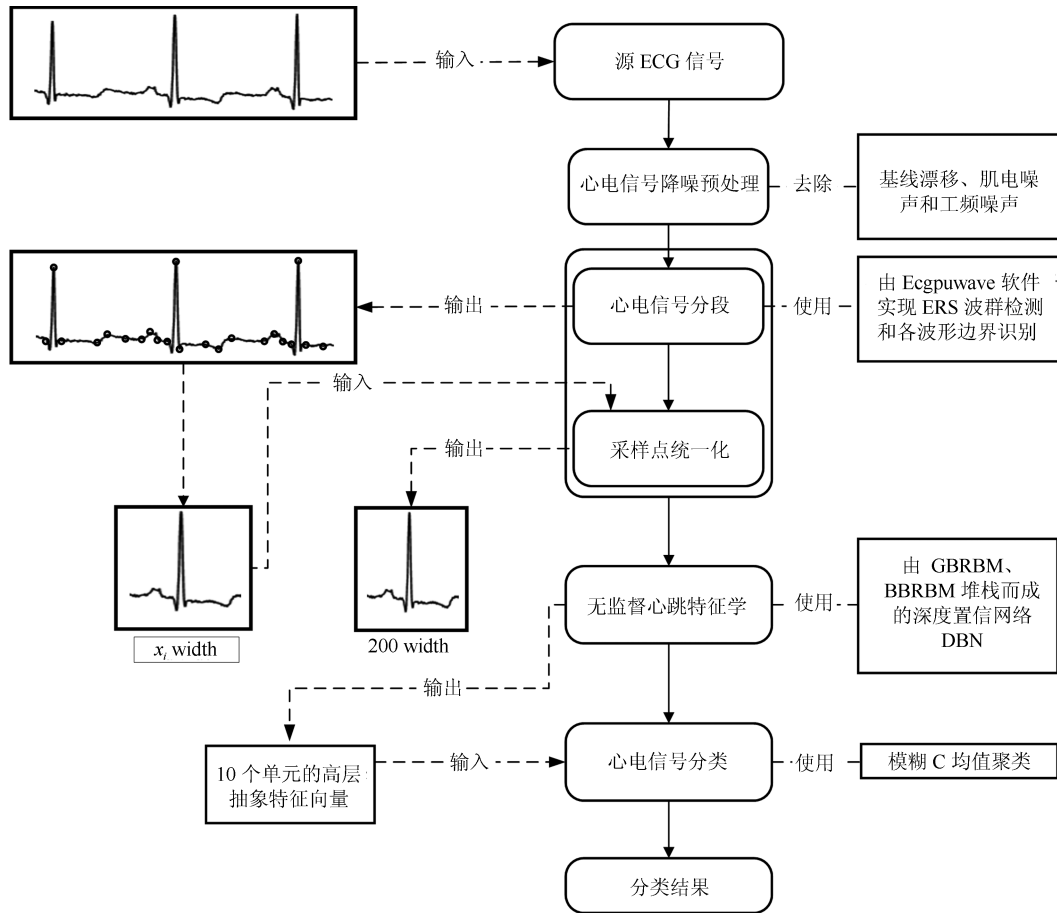 输入
源 ECG 信号
心电信号降噪预处理
去除
基线漂移、肌电噪
声和工频噪声
输出
心电信号分段
使用
由 Ecgpuwave 软件
实现 ERS 波群检测
和各波形边界识别
输入
输出
采样点统一化
x_i width
200 width
无监督心跳特征学
使用
由 GBRBM、
BBRBM 堆栈而成
的深度置信网络
DBN
输出
10 个单元的高层
抽象特征向量
输入
心电信号分类
使用
模糊 C 均值聚类
分类结果